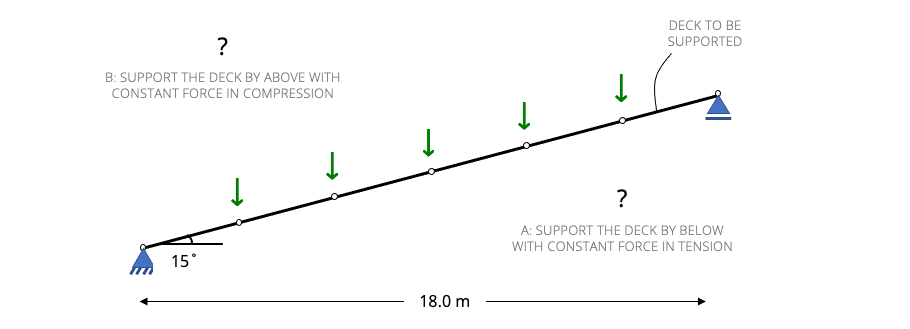 DECK TO BE
SUPPORTED
?
B: SUPPORT THE DECK BY ABOVE WITH
CONSTANT FORCE IN COMPRESSION
?
A: SUPPORT THE DECK BY BELOW
WITH CONSTANT FORCE IN TENSION
15˚
18.0 m